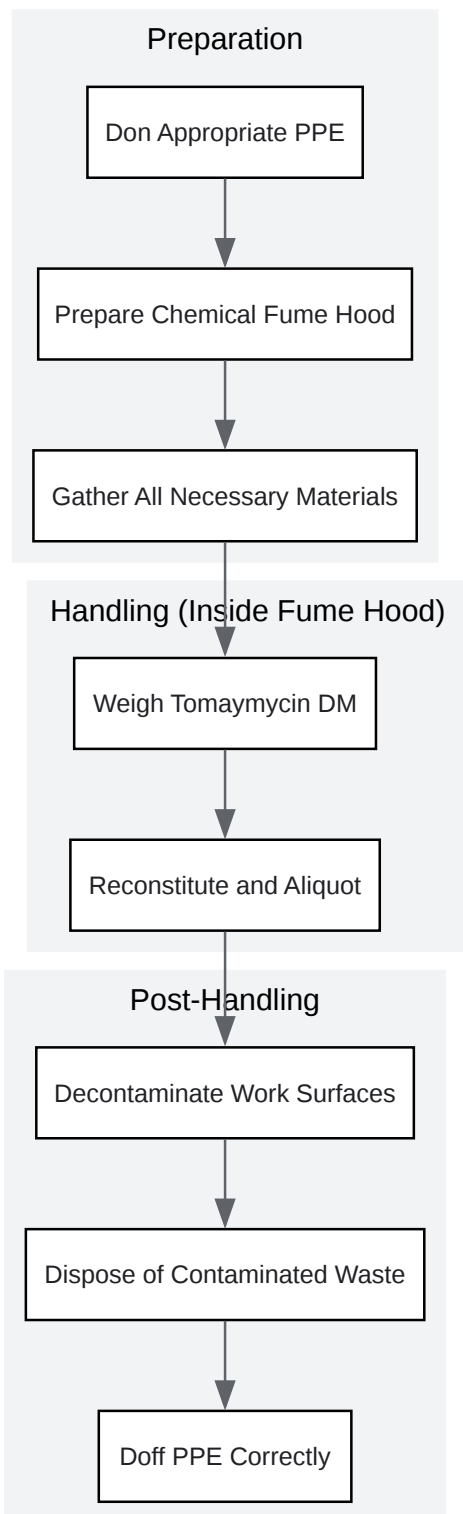 Preparation
Don Appropriate PPE
Prepare Chemical Fume Hood
Gather All Necessary Materials
Handling (Inside Fume Hood)
Weigh Tomaymycin DM
Reconstitute and Aliquot
Post-Handling
Decontaminate Work Surfaces
Dispose of Contaminated Waste
Doff PPE Correctly